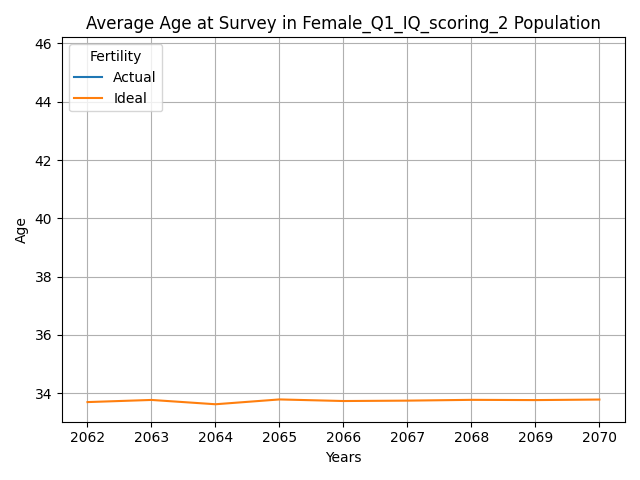 Average Age at Survey in Female_Q1_IQ_scoring_2 Population
46
44
42
40
38
36
34
Age
Fertility
Actual
Ideal
2062 2063 2064 2065 2066 2067 2068 2069 2070
Years